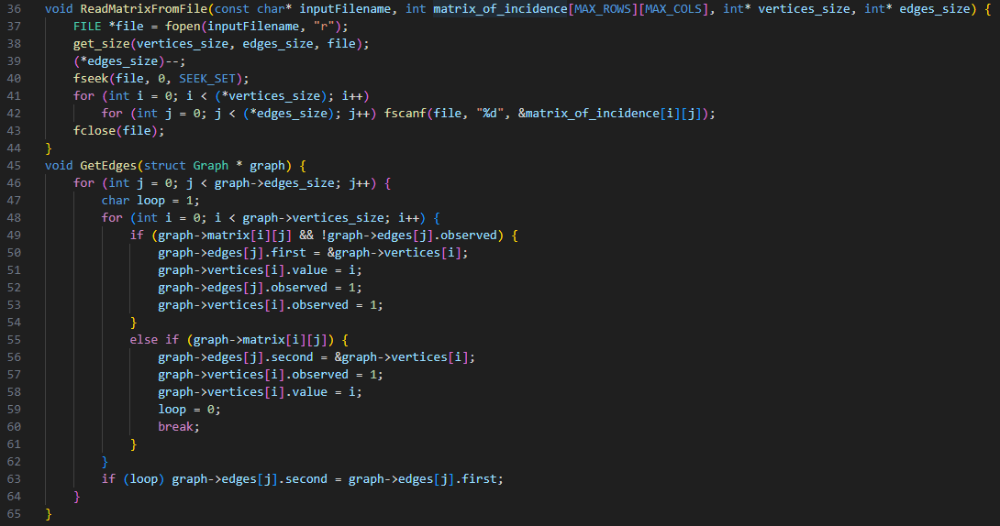 36 void ReadMatrixFromFile(const char* inputFilename, int matrix_of_incidence[MAX_ROWS][MAX_COLS], int* vertices_size, int* edges_size) {
37     FILE *file = fopen(inputFilename, "r");
38     get_size(vertices_size, edges_size, file);
39     (*edges_size)--;
40     fseek(file, 0, SEEK_SET);
41     for (int i = 0; i < (*vertices_size); i++)
42         for (int j = 0; j < (*edges_size); j++) fscanf(file, "%d", &matrix_of_incidence[i][j]);
43     fclose(file);
44 }
45 void GetEdges(struct Graph * graph) {
46     for (int j = 0; j < graph->edges_size; j++) {
47         char loop = 1;
48         for (int i = 0; i < graph->vertices_size; i++) {
49             if (graph->matrix[i][j] && !graph->edges[j].observed) {
50                 graph->edges[j].first = &graph->vertices[i];
51                 graph->vertices[i].value = i;
52                 graph->edges[j].observed = 1;
53                 graph->vertices[i].observed = 1;
54             }
55             else if (graph->matrix[i][j]) {
56                 graph->edges[j].second = &graph->vertices[i];
57                 graph->vertices[i].observed = 1;
58                 graph->vertices[i].value = i;
59                 loop = 0;
60                 break;
61             }
62         }
63         if (loop) graph->edges[j].second = graph->edges[j].first;
64     }
65 }